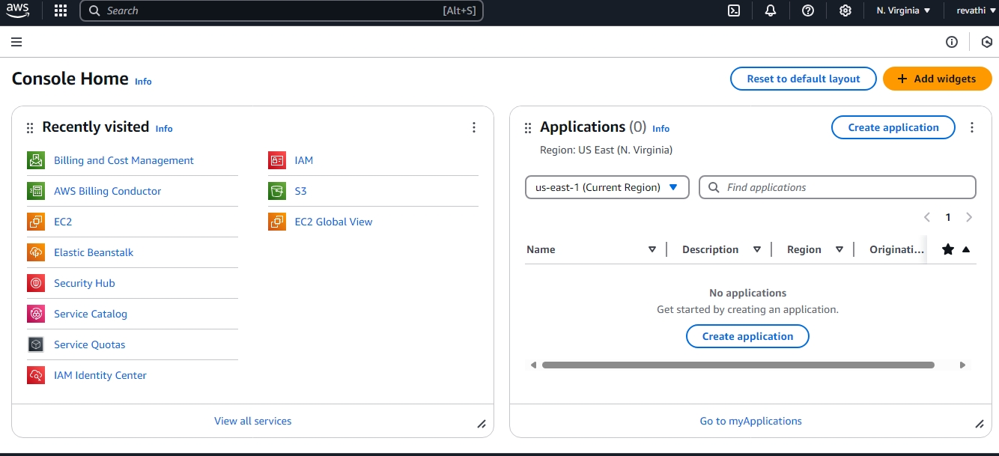 aws
Search [Alt+S]
N. Virginia
revathi
Console Home Info
Reset to default layout
Add widgets
Recently visited Info
Billing and Cost Management
AWS Billing Conductor
EC2
Elastic Beanstalk
Security Hub
Service Catalog
Service Quotas
IAM Identity Center
IAM
S3
EC2 Global View
View all services
Applications (0) Info
Create application
Region: US East (N. Virginia)
us-east-1 (Current Region)
Find applications
1
Name Description Region Originati...
No applications
Get started by creating an application.
Create application
Go to myApplications